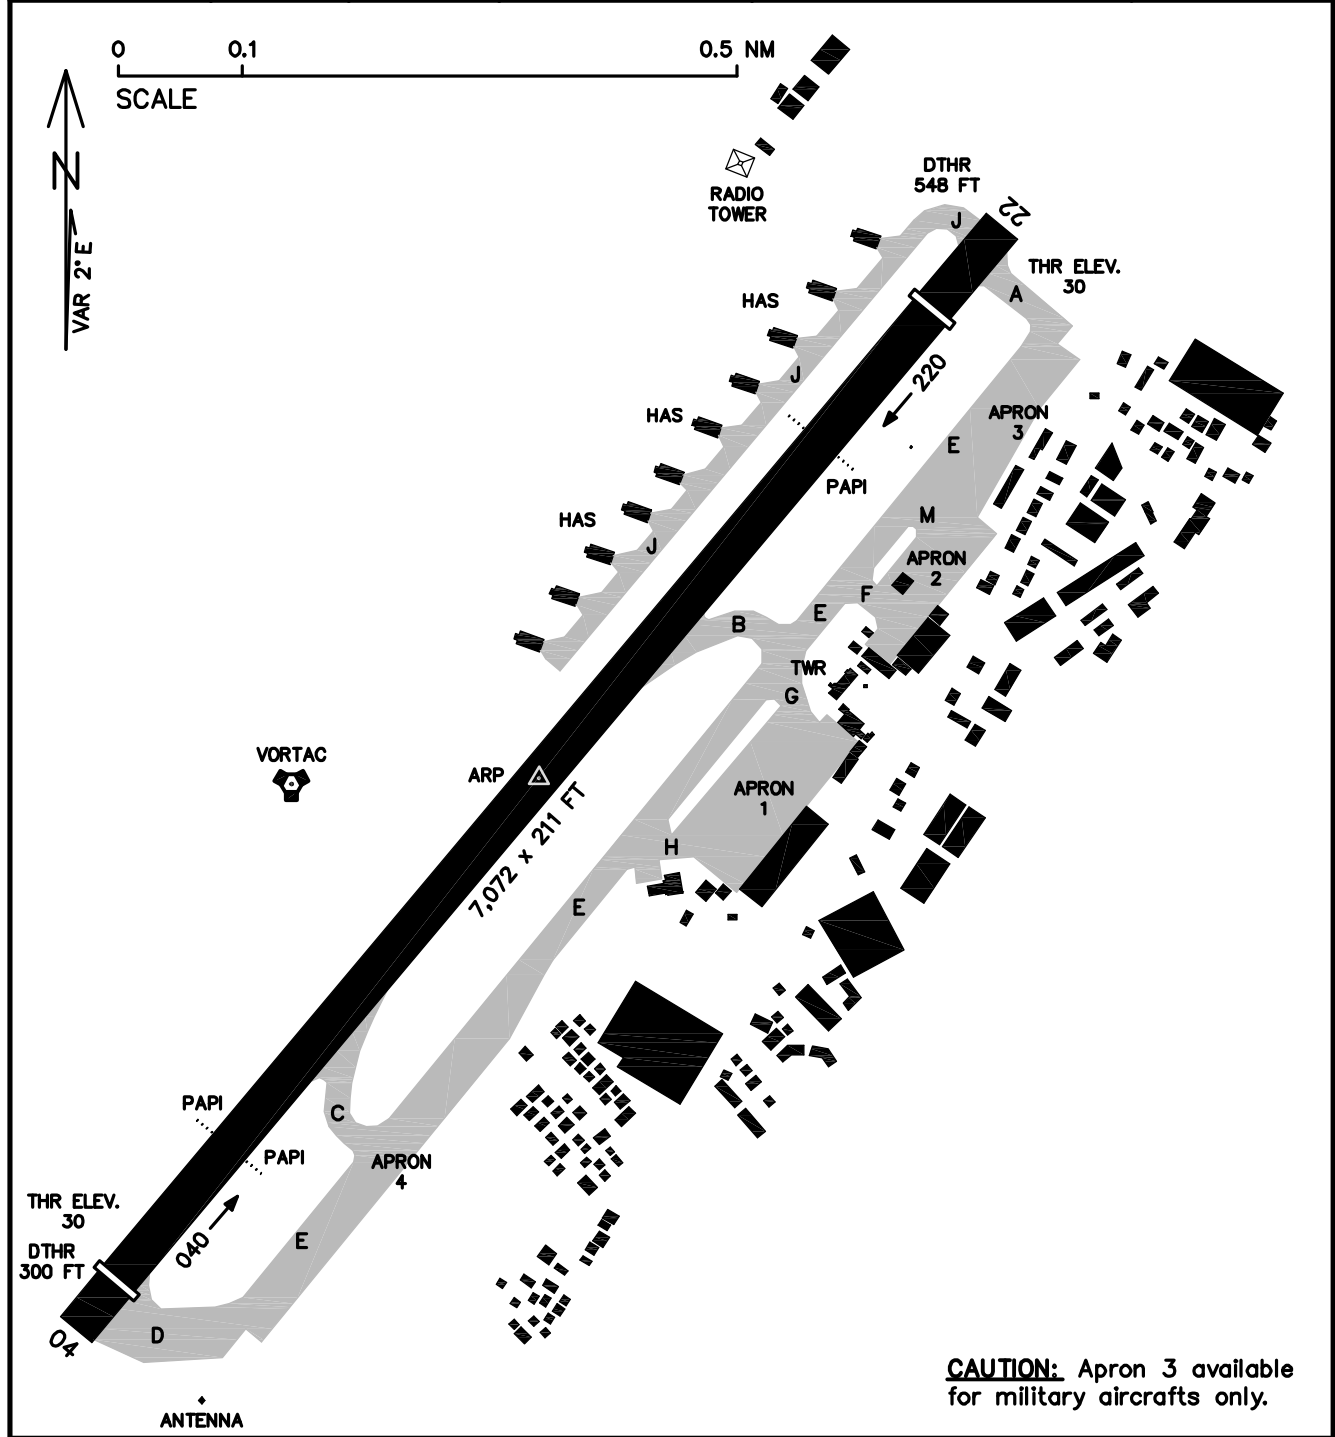 0 0.1 0.5 NM
SCALE
N
VAR 2° E
RADIO
TOWER
DTHR
548 FT
22
J
THR ELEV.
30
A
HAS
220
J
HAS
APRON
3
E
PAPI
HAS
M
J
APRON
2
F
E
B
TWR
G
VORTAC
ARP
APRON
1
7,072 x 211 FT
H
E
PAPI
C
PAPI
APRON
4
THR ELEV.
30
040
E
DTHR
300 FT
04
D
ANTENNA
CAUTION: Apron 3 available
for military aircrafts only.